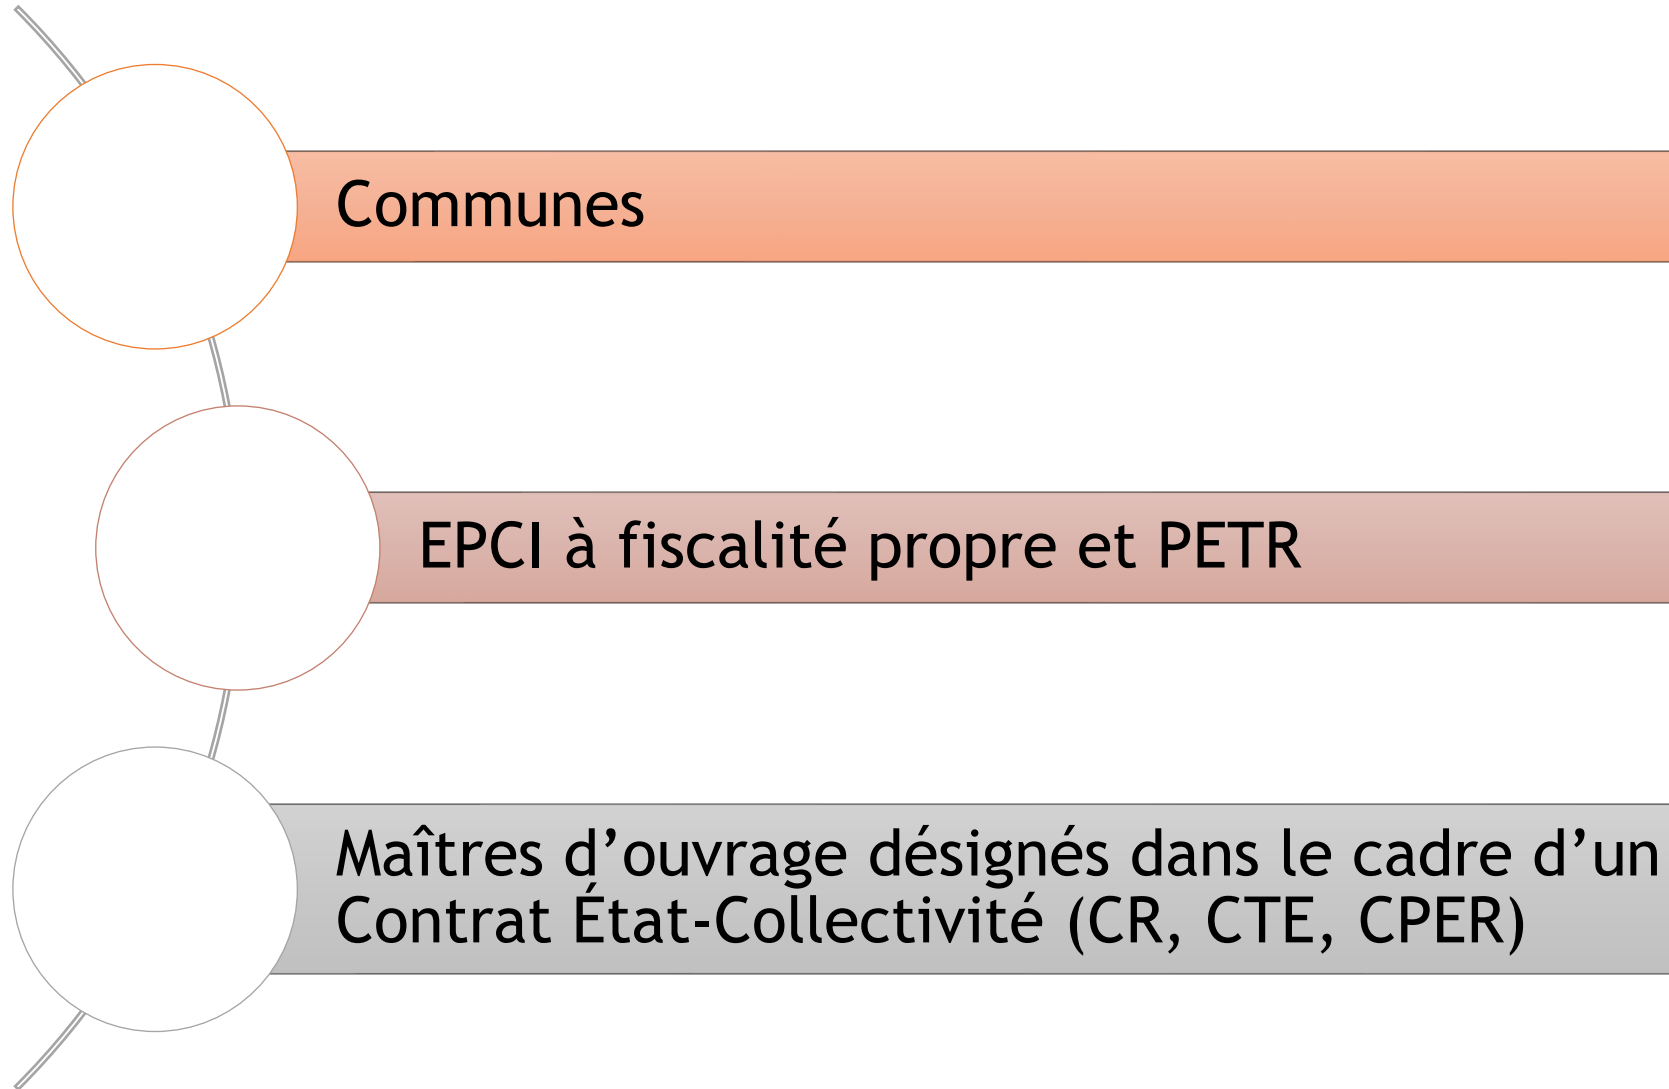 Communes
EPCI à fiscalité propre et PETR
Maîtres d’ouvrage désignés dans le cadre d’un
Contrat État-Collectivité (CR, CTE, CPER)